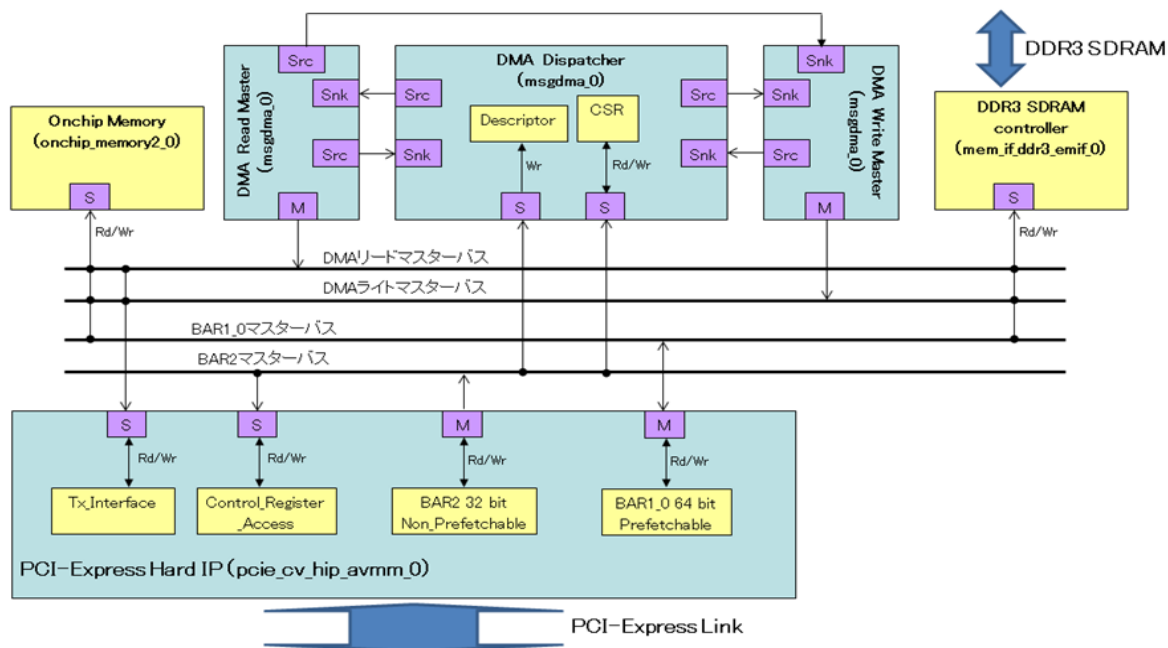 DDR3 SDRAM
Src
Snk
DMA Read Master
(msgdma_0)
Snk
Src
DMA Dispatcher
(msgdma_0)
Src
Snk
Descriptor
CSR
Wr
Rd/Wr
S
S
Src
Snk
Snk
Src
DMA Write Master
(msgdma_0)
M
M
Onchip Memory
(onchip_memory2_0)
S
Rd/Wr
DDR3 SDRAM
controller
(mem_if_ddr3_emif_0)
S
Rd/Wr
DMAリードマスターバス
DMAライトマスターバス
BAR1_0マスターバス
BAR2マスターバス
S
S
M
M
Rd/Wr
Rd/Wr
Rd/Wr
Rd/Wr
Tx_Interface
Control_Register
_Access
BAR2 32 bit
Non_Prefetchable
BAR1_0 64 bit
Prefetchable
PCI-Express Hard IP (pcie_cv_hip_avmm_0)
PCI-Express Link